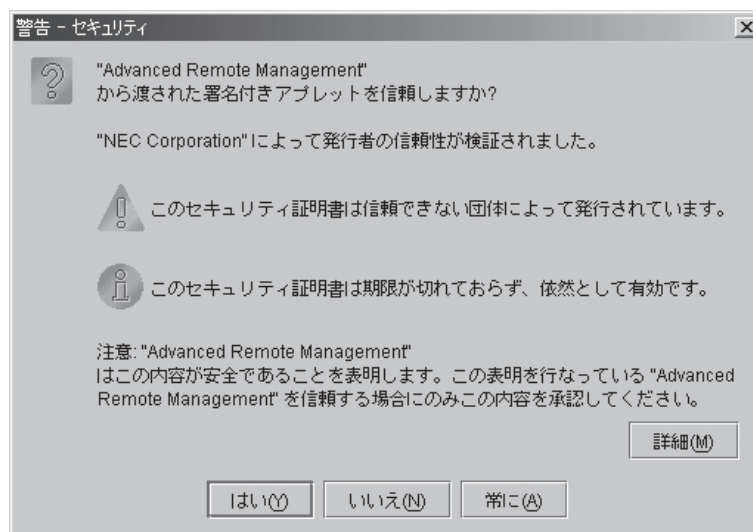 警告 - セキュリティ
"Advanced Remote Management"
から渡された署名付きアプレットを信頼しますか?
"NEC Corporation" によって発行者の信頼性が検証されました。
このセキュリティ証明書は信頼できない団体によって発行されています。
このセキュリティ証明書は期限が切れておらず、依然として有効です。
注意: "Advanced Remote Management"
はこの内容が安全であることを表明します。この表明を行なっている "Advanced
Remote Management" を信頼する場合にのみこの内容を承認してください。
詳細(M)
はい(Y) いいえ(N) 常に(A)